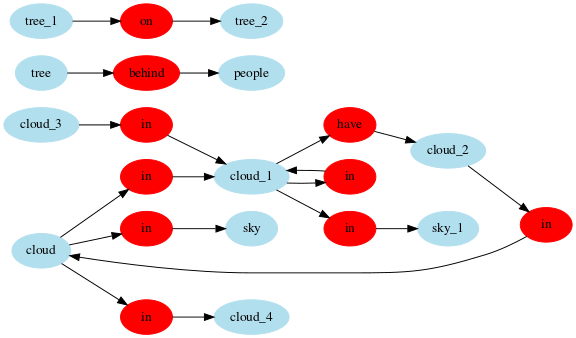 tree_1 on tree_2
tree behind people
cloud_3 in have cloud_2
in cloud_1 in
cloud in sky in sky_1 in
in cloud_4